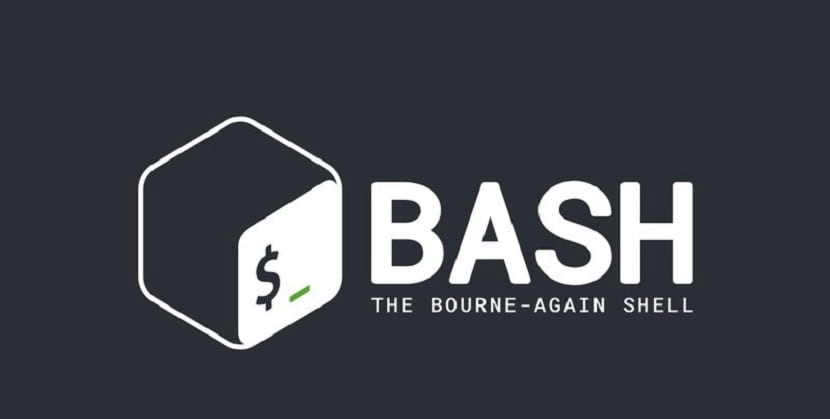 $_
BASH
THE BOURNE-AGAIN SHELL